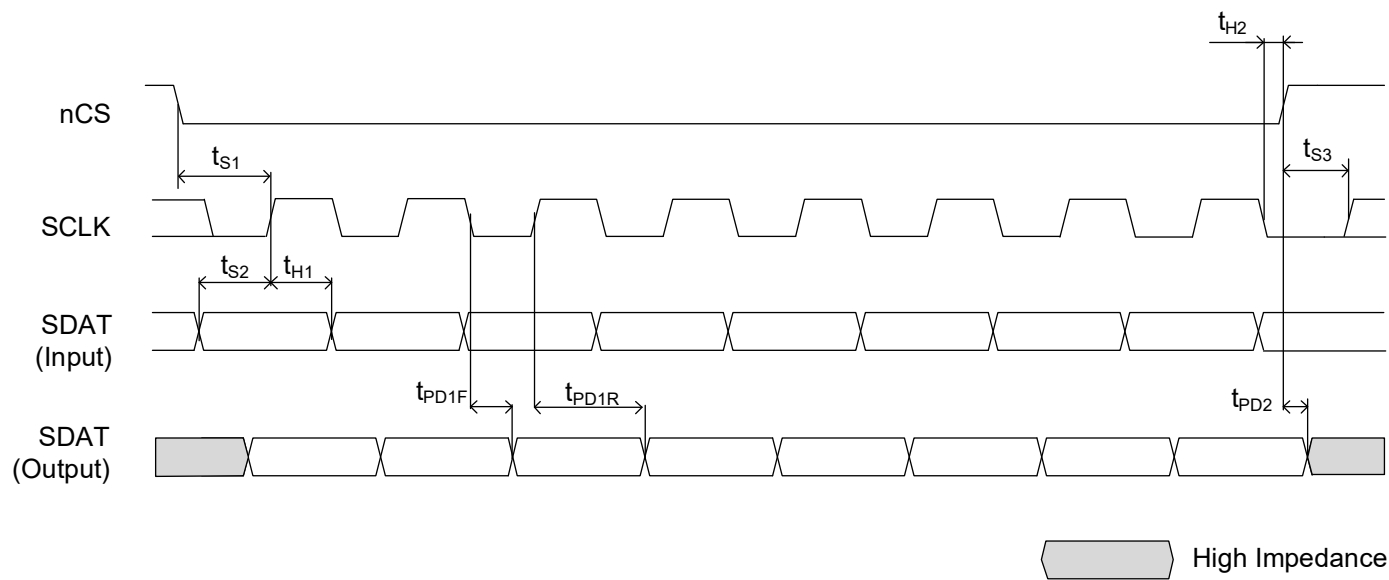 tH2
nCS
tS1
tS3
SCLK
tS2
tH1
SDAT
(Input)
tPD1F
tPD1R
tPD2
SDAT
(Output)
High Impedance